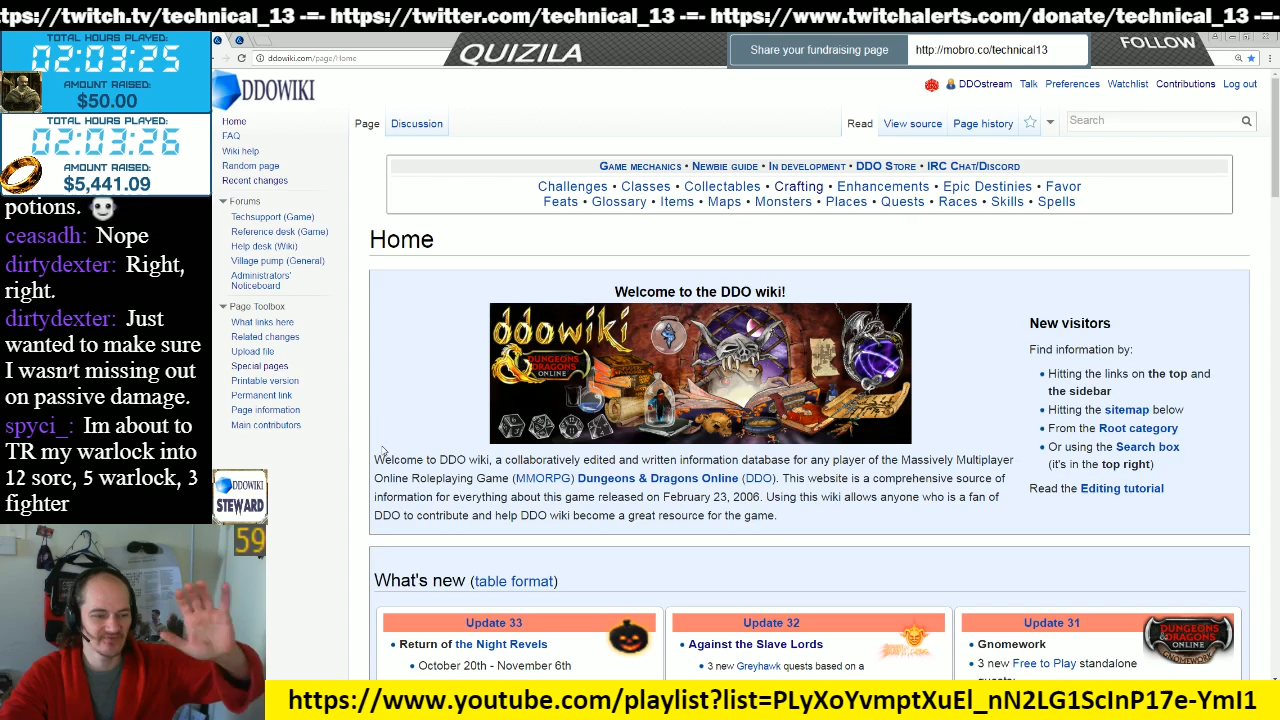 ttps://twitch.tv/technical_13 -=- https://twitter.com/technical_13 -=- https://www.twitchalerts.com/donate/technical_13 -=-
TOTAL HOURS PLAYED:
02:03:25
AMOUNT RAISED:
$50.00
TOTAL HOURS PLAYED:
02:03:26
AMOUNT RAISED:
$5,441.09
potions.
ceasadh: Nope
dirtydexter: Right,
right.
dirtydexter: Just
wanted to make sure
I wasn't missing out
on passive damage.
spyci_: Im about to
TR my warlock into
12 sorc, 5 warlock, 3
fighter
59
QUIZILA
Share your fundraising page
http://mobro.co/technical13
FOLLOW
ddowiki.com/page/Home
DDOWIKI
Home
FAQ
Wiki help
Random page
Recent changes
Forums
Techsupport (Game)
Reference desk (Game)
Help desk (Wiki)
Village pump (General)
Administrators'
Noticeboard
Page Toolbox
What links here
Related changes
Upload file
Special pages
Printable version
Permanent link
Page information
Main contributors
DDOWIKI
STEWARD
DDOstream Talk Preferences Watchlist Contributions Log out
Page Discussion
Read View source Page history
Search
Game mechanics • Newbie guide • In development • DDO Store • IRC Chat/Discord
Challenges • Classes • Collectables • Crafting • Enhancements • Epic Destinies • Favor
Feats • Glossary • Items • Maps • Monsters • Places • Quests • Races • Skills • Spells
Home
Welcome to the DDO wiki!
ddowiki
DUNGEONS & DRAGONS
ONLINE
Welcome to DDO wiki, a collaboratively edited and written information database for any player of the Massively Multiplayer
Online Roleplaying Game (MMORPG) Dungeons & Dragons Online (DDO). This website is a comprehensive source of
information for everything about this game released on February 23, 2006. Using this wiki allows anyone who is a fan of
DDO to contribute and help DDO wiki become a great resource for the game.
New visitors
Find information by:
• Hitting the links on the top and
the sidebar
• Hitting the sitemap below
• From the Root category
• Or using the Search box
(it's in the top right)
Read the Editing tutorial
What's new (table format)
Update 33
• Return of the Night Revels
• October 20th - November 6th
Update 32
• Against the Slave Lords
• 3 new Greyhawk quests based on a
Update 31
• Gnomework
• 3 new Free to Play standalone
DUNGEONS & DRAGONS
ONLINE
GNOMEWORK
https://www.youtube.com/playlist?list=PLyXoYvmptXuEl_nN2LG1ScInP17e-YmI1